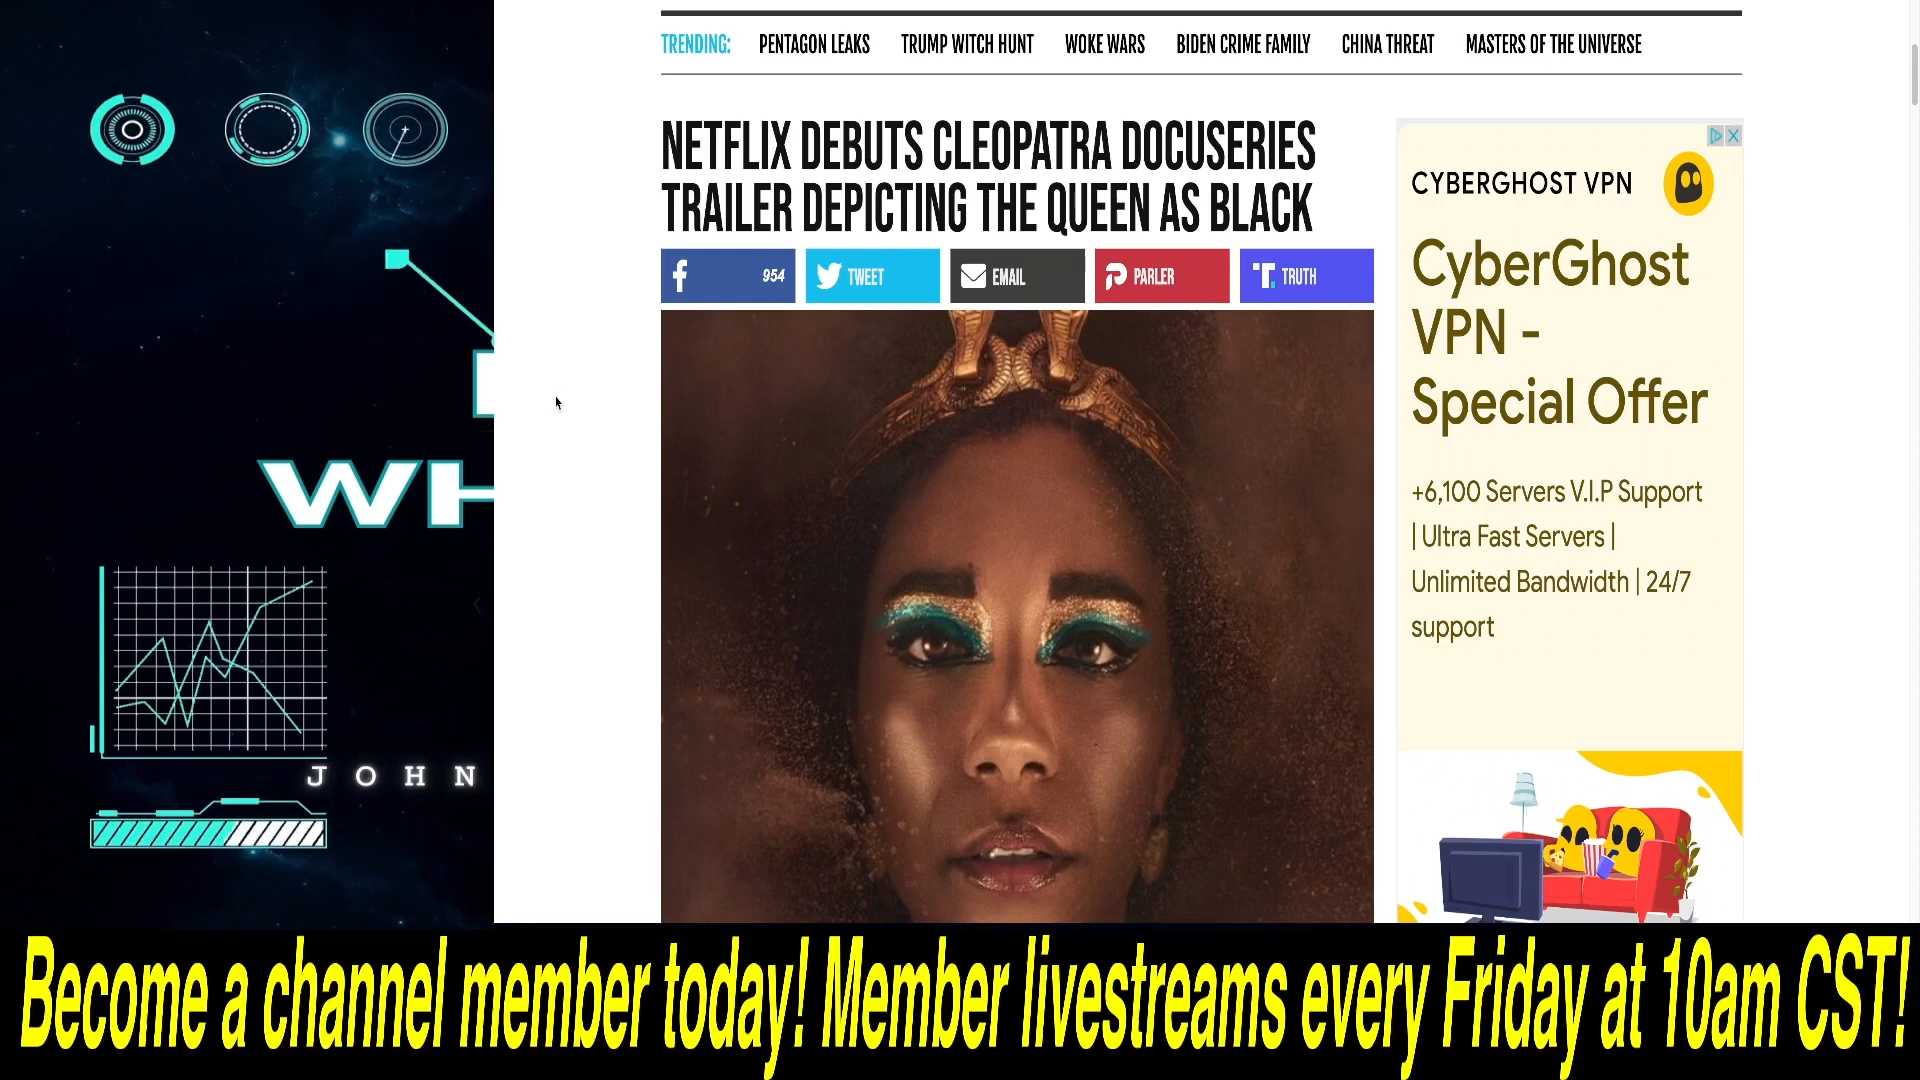 TRENDING: PENTAGON LEAKS TRUMP WITCH HUNT WOKE WARS BIDEN CRIME FAMILY CHINA THREAT MASTERS OF THE UNIVERSE
NETFLIX DEBUTS CLEOPATRA DOCUSERIES
TRAILER DEPICTING THE QUEEN AS BLACK
954 TWEET EMAIL PARLER TRUTH
CYBERGHOST VPN
CyberGhost
VPN -
Special Offer
+6,100 Servers V.I.P Support
| Ultra Fast Servers |
Unlimited Bandwidth | 24/7
support
WH
JOHN
Become a channel member today! Member livestreams every Friday at 10am CST!